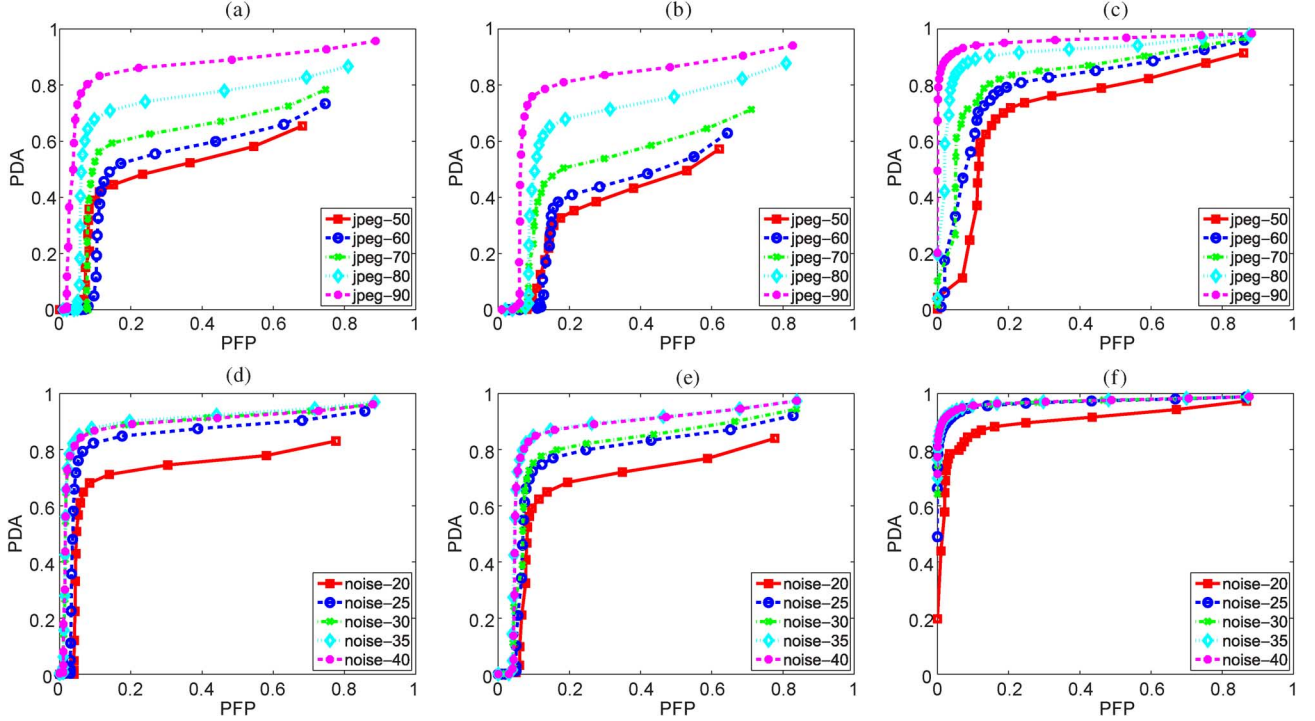 (a)
PDA
1
0.8
0.6
0.4
0.2
0
0 0.2 0.4 0.6 0.8 1
PFP
jpeg-50
jpeg-60
jpeg-70
jpeg-80
jpeg-90
(b)
PDA
1
0.8
0.6
0.4
0.2
0
0 0.2 0.4 0.6 0.8 1
PFP
jpeg-50
jpeg-60
jpeg-70
jpeg-80
jpeg-90
(c)
PDA
1
0.8
0.6
0.4
0.2
0
0 0.2 0.4 0.6 0.8 1
PFP
jpeg-50
jpeg-60
jpeg-70
jpeg-80
jpeg-90
(d)
PDA
1
0.8
0.6
0.4
0.2
0
0 0.2 0.4 0.6 0.8 1
PFP
noise-20
noise-25
noise-30
noise-35
noise-40
(e)
PDA
1
0.8
0.6
0.4
0.2
0
0 0.2 0.4 0.6 0.8 1
PFP
noise-20
noise-25
noise-30
noise-35
noise-40
(f)
PDA
1
0.8
0.6
0.4
0.2
0
0 0.2 0.4 0.6 0.8 1
PFP
noise-20
noise-25
noise-30
noise-35
noise-40